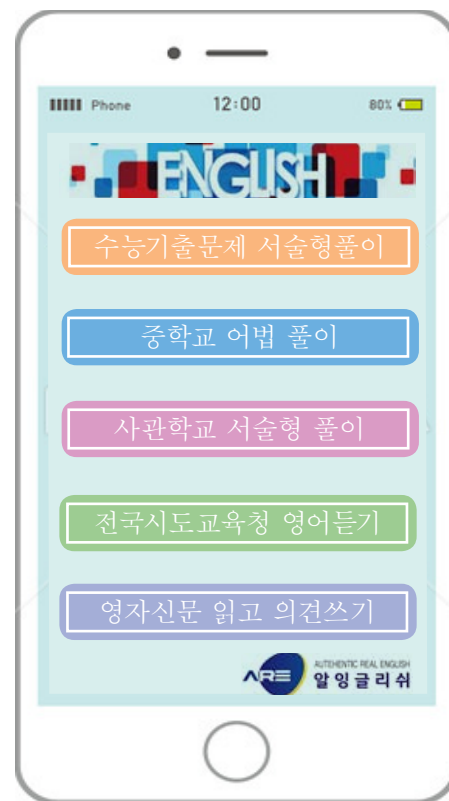 Phone 12:00 80%
ENGLISH
수능기출문제 서술형풀이
중학교 어법 풀이
사관학교 서술형 풀이
전국시도교육청 영어듣기
영자신문 읽고 의견쓰기
ARE
AUTEHENTIC REAL ENGLISH
알잉글리쉬